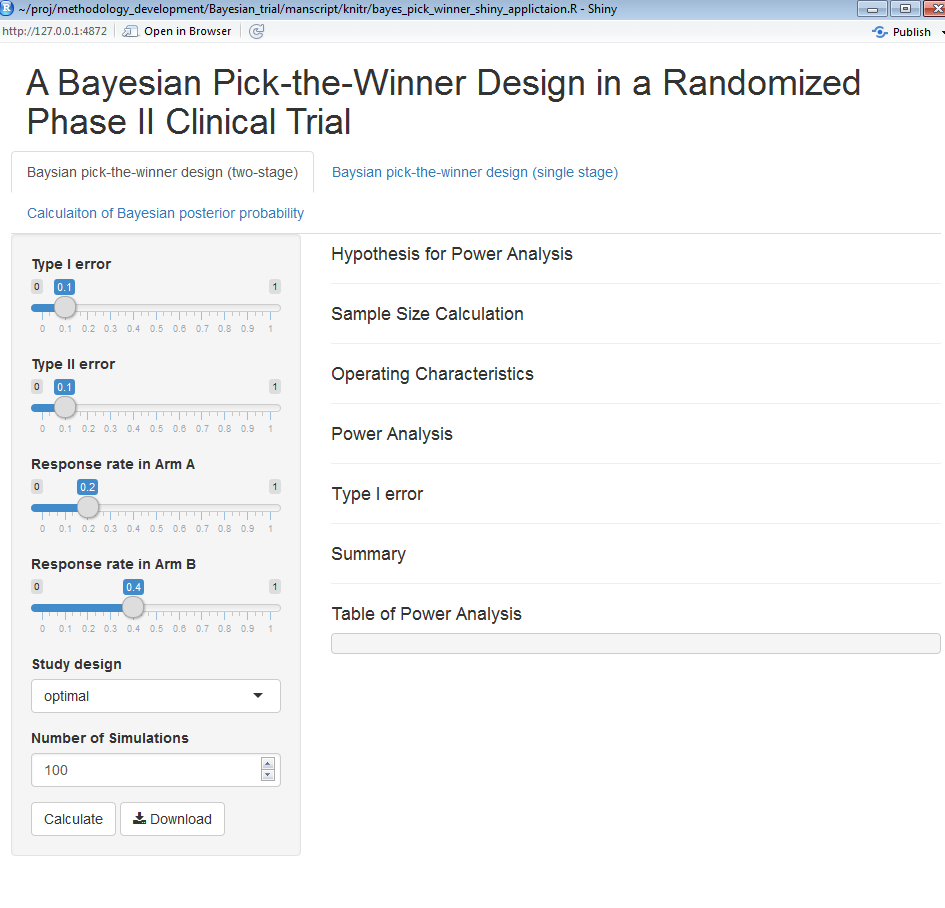 ~/proj/methodology_development/Bayesian_trial/manscript/knitr/bayes_pick_winner_shiny_applictaion.R - Shiny
http://127.0.0.1:4872 Open in Browser Publish
A Bayesian Pick-the-Winner Design in a Randomized
Phase II Clinical Trial
Baysian pick-the-winner design (two-stage) Baysian pick-the-winner design (single stage)
Calculaiton of Bayesian posterior probability
Type I error
0 0.1 1
0 0.1 0.2 0.3 0.4 0.5 0.6 0.7 0.8 0.9 1
Type II error
0 0.1 1
0 0.1 0.2 0.3 0.4 0.5 0.6 0.7 0.8 0.9 1
Response rate in Arm A
0 0.2 1
0 0.1 0.2 0.3 0.4 0.5 0.6 0.7 0.8 0.9 1
Response rate in Arm B
0 0.4 1
0 0.1 0.2 0.3 0.4 0.5 0.6 0.7 0.8 0.9 1
Study design
optimal
Number of Simulations
100
Calculate Download
Hypothesis for Power Analysis
Sample Size Calculation
Operating Characteristics
Power Analysis
Type I error
Summary
Table of Power Analysis